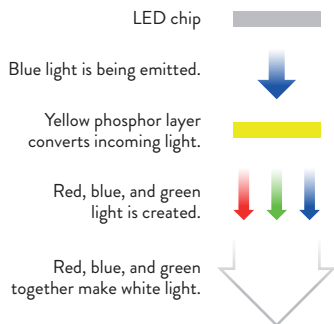 LED chip
Blue light is being emitted.
Yellow phosphor layer
converts incoming light.
Red, blue, and green
light is created.
Red, blue, and green
together make white light.